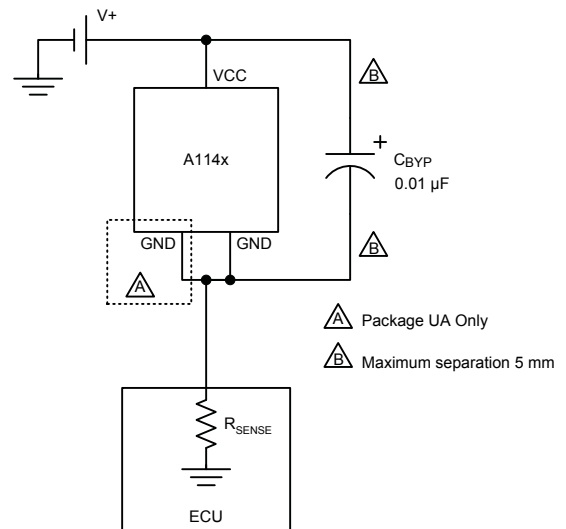 V+
VCC
B
A114x
+
CBYP
0.01 µF
GND GND
B
A
A Package UA Only
B Maximum separation 5 mm
RSENSE
ECU